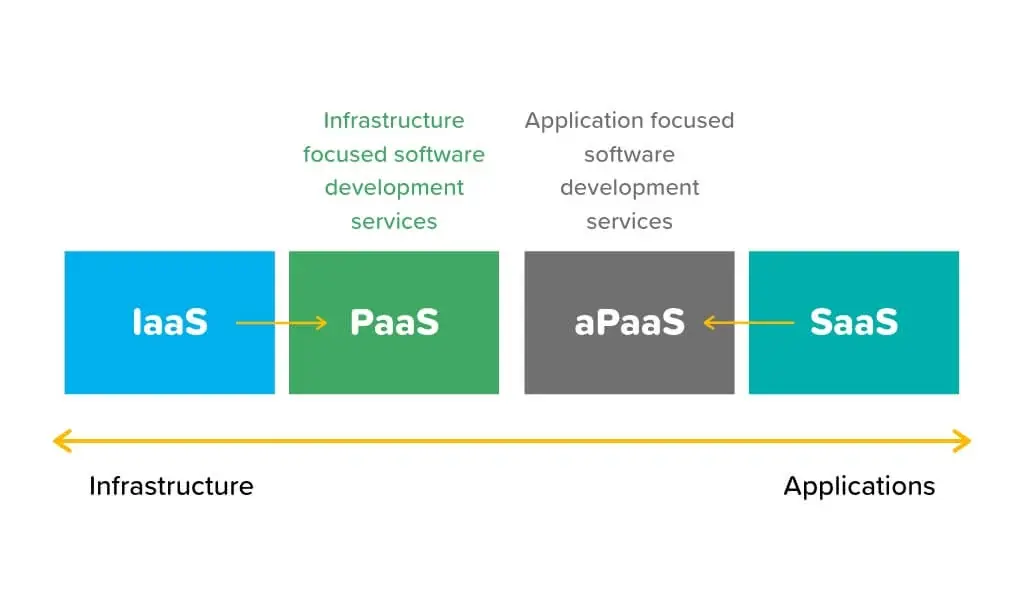 Infrastructure
focused software
development
services
Application focused
software
development
services
IaaS
PaaS
aPaaS
SaaS
Infrastructure
Applications